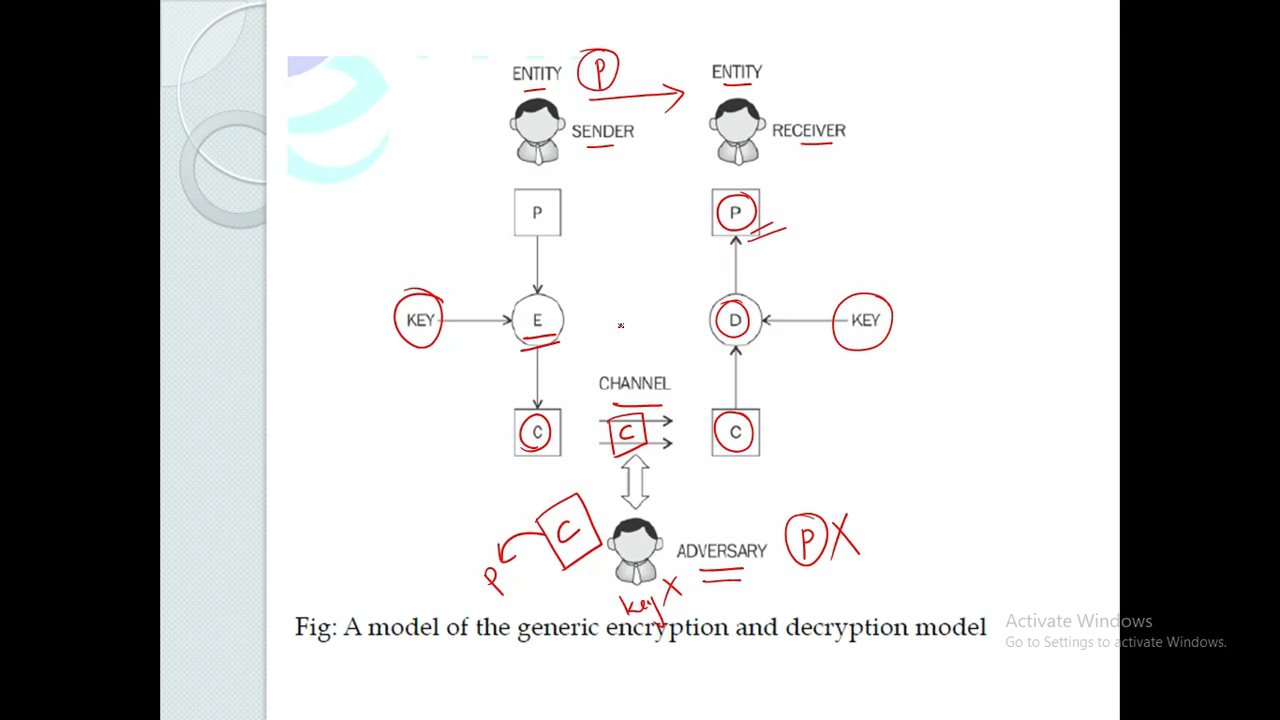 ENTITY P ENTITY
SENDER RECEIVER
P P
KEY E D KEY
CHANNEL
C C C
C
P
ADVERSARY P X
key X
Fig: A model of the generic encryption and decryption model
Activate Windows
Go to Settings to activate Windows.